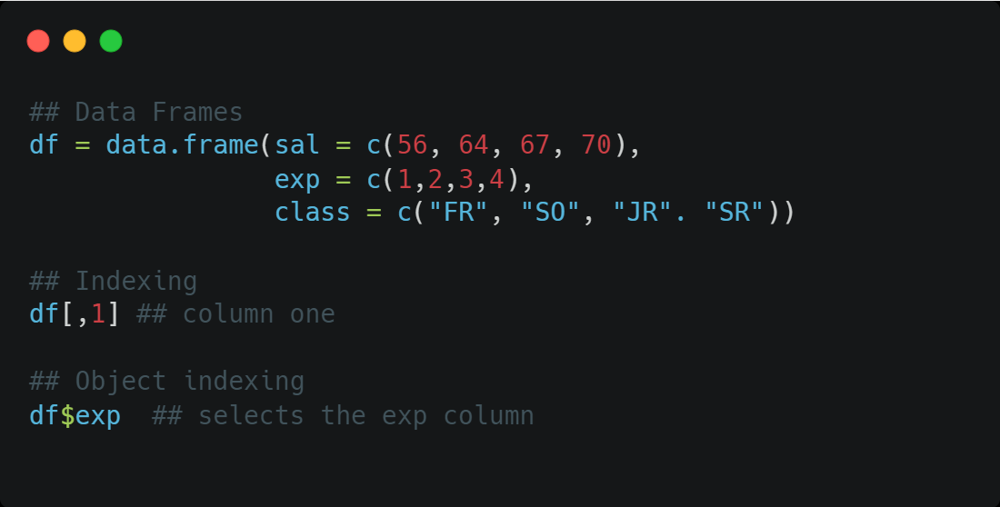 ## Data Frames
df = data.frame(sal = c(56, 64, 67, 70),
                exp = c(1,2,3,4),
                class = c("FR", "SO", "JR". "SR"))

## Indexing
df[,1] ## column one

## Object indexing
df$exp  ## selects the exp column